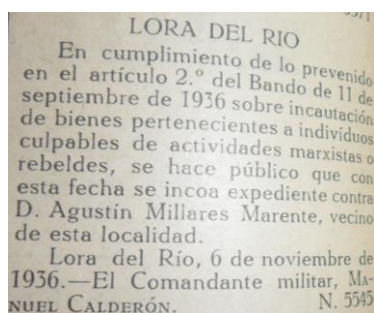 LORA DEL RIO
En cumplimiento de lo prevenido
en el artículo 2.º del Bando de 11 de
septiembre de 1936 sobre incautación
de bienes pertenecientes a indivíduos
culpables de actividades marxistas o
rebeldes, se hace público que con
esta fecha se incoa expediente contra
D. Agustín Millares Marente, vecino
de esta localidad.
Lora del Río, 6 de noviembre de
1936.—El Comandante militar, MA-
NUEL CALDERÓN. N. 5545